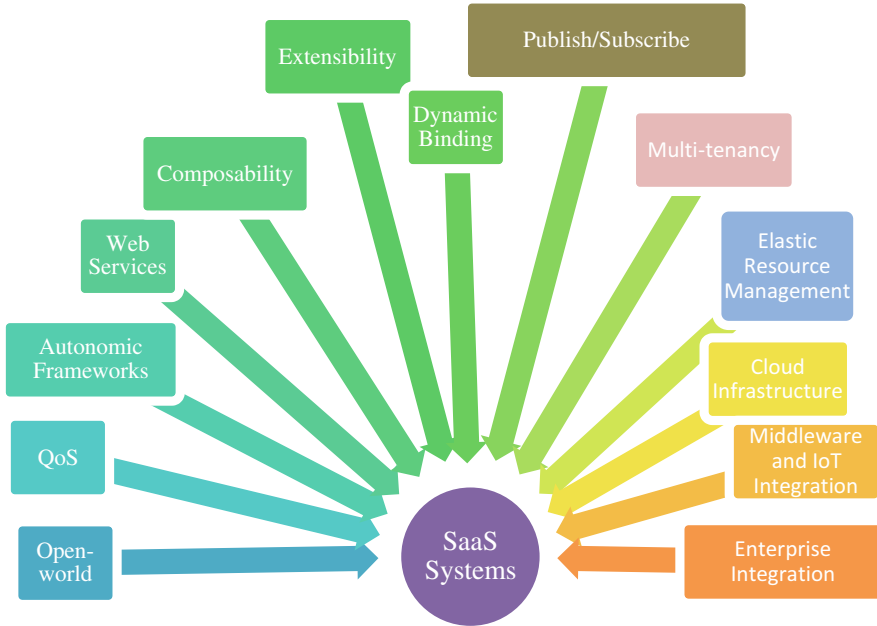 Extensibility
Publish/Subscribe
Dynamic
Binding
Composability
Multi-tenancy
Web
Services
Elastic
Resource
Management
Autonomic
Frameworks
Cloud
Infrastructure
QoS
Middleware
and IoT
Integration
Open-
world
SaaS
Systems
Enterprise
Integration